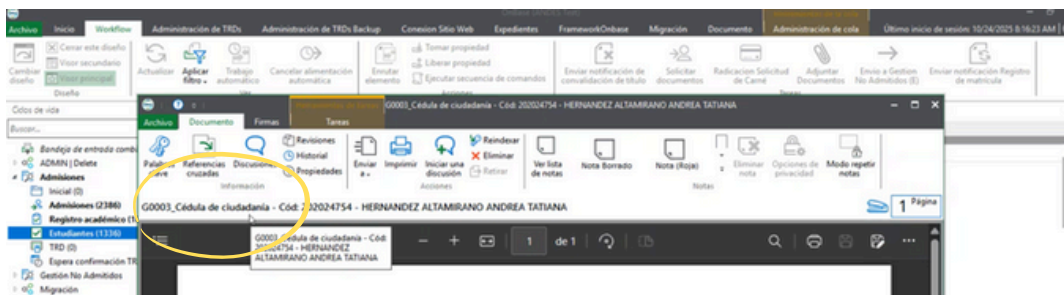 Archivo Inicio Workflow Administración de TRDs Administración de TRDs Backup Conexion Sitio Web Expedientes FrameworkOnbase Migración Documento Administración de cola Último inicio de sesión: 10/24/2025 8:16:23 AM
Cambiar diseño Cerrar este diseño Visor secundario Visor principal Actualizar Aplicar filtro Trabajo automático Cancelar alimentación automática Enrutar elemento Tomar propiedad Liberar propiedad Ejecutar secuencia de comandos Enviar notificación de convalidación de título Solicitar documentos Radicacion Solicitud de Carné Adjuntar Documentos Envio a Gestion No Admitidos (E) Enviar notificación Registro de matrícula
Diseño Ver Acciones Tareas
Ciclos de vida
Buscar...
Bandeja de entrada comb
ADMIN | Delete
Admisiones
Inicial (0)
Admisiones (2386)
Registro académico (1
Estudiantes (1336)
TRD (0)
Espera confirmación TR
Gestión No Admitidos
Migración
G0003_Cédula de ciudadania - Cód: 202024754 - HERNANDEZ ALTAMIRANO ANDREA TATIANA
Archivo Documento Firmas Tareas
Palabras clave Referencias cruzadas Discusiones Revisiones Historial Propiedades Enviar a Imprimir Iniciar una discusión Reindexar Eliminar Retirar Ver lista de notas Nota Borrado Nota (Roja) Eliminar nota Opciones de privacidad Modo repetir notas
Información Acciones Notas
G0003_Cédula de ciudadania - Cód: 202024754 - HERNANDEZ ALTAMIRANO ANDREA TATIANA
1 Página
G0003_Cédula de ciudadania - Cód:
202024754 - HERNANDEZ
ALTAMIRANO ANDREA TATIANA
1 de 1